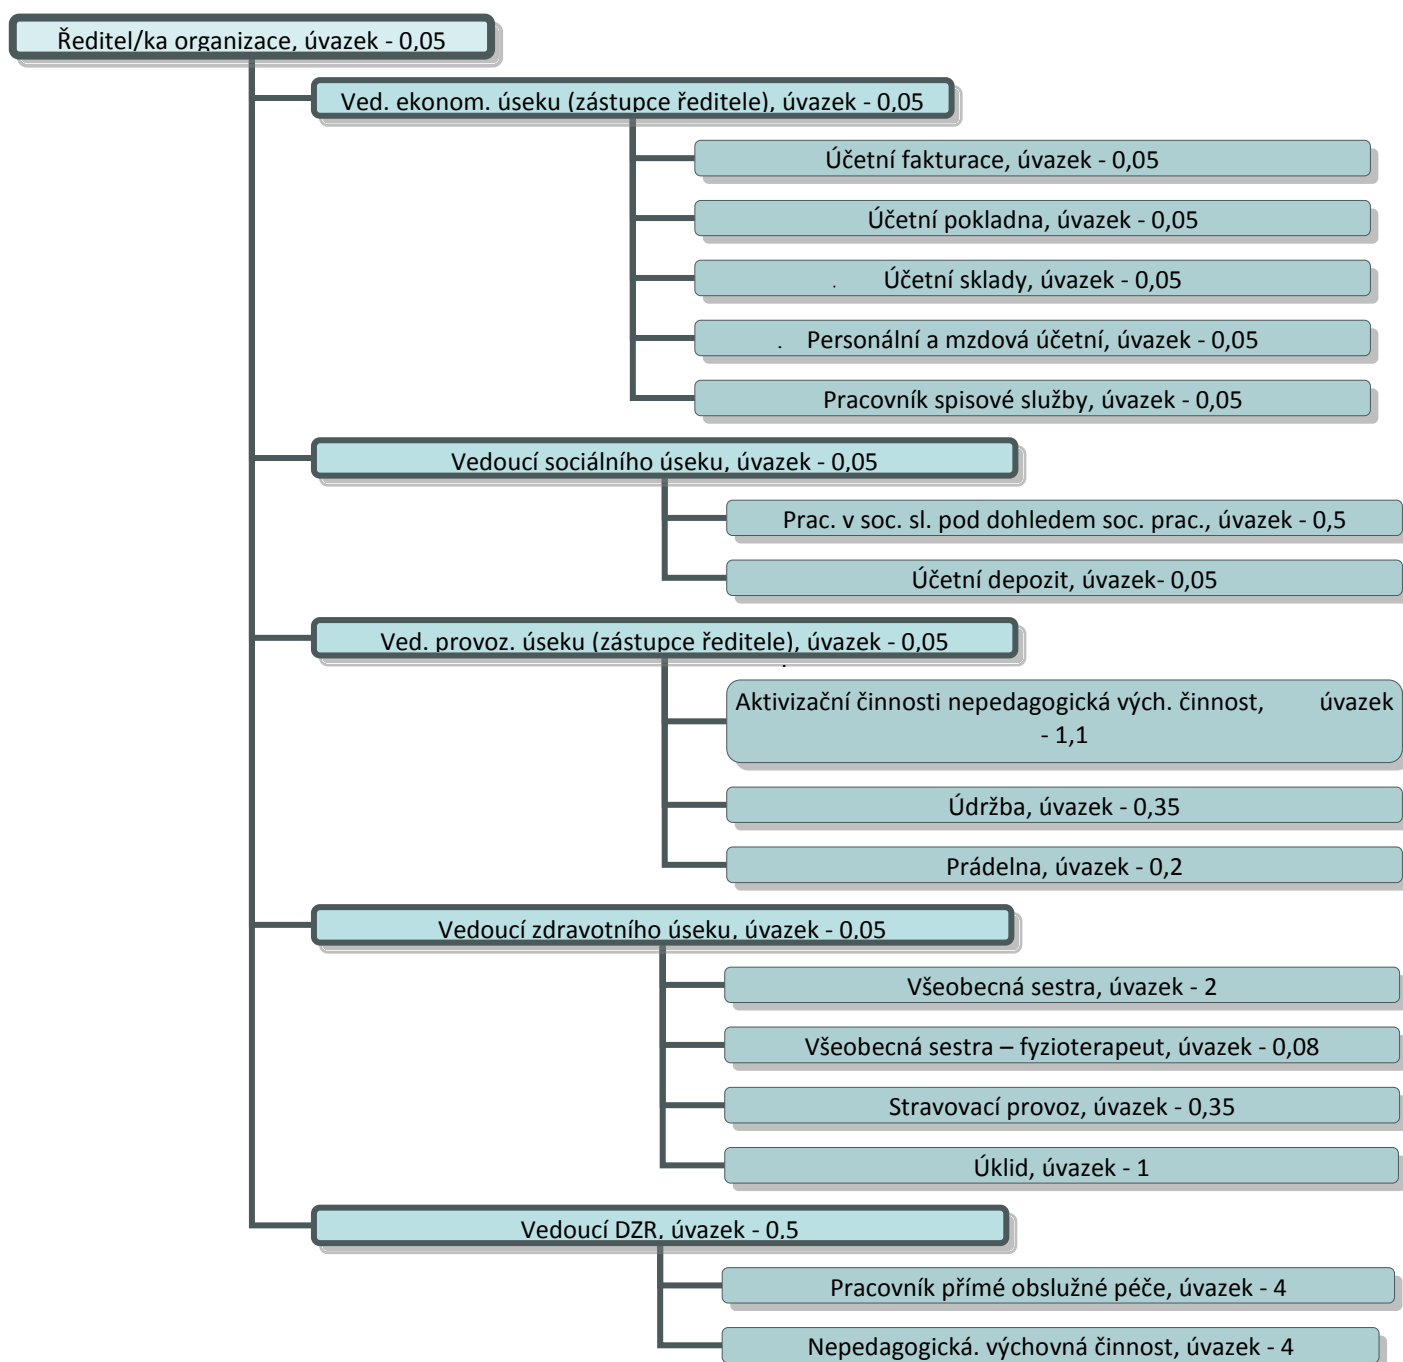 Ředitel/ka organizace, úvazek - 0,05
Ved. ekonom. úseku (zástupce ředitele), úvazek - 0,05
Účetní fakturace, úvazek - 0,05
Účetní pokladna, úvazek - 0,05
. Účetní sklady, úvazek - 0,05
. Personální a mzdová účetní, úvazek - 0,05
Pracovník spisové služby, úvazek - 0,05
Vedoucí sociálního úseku, úvazek - 0,05
Prac. v soc. sl. pod dohledem soc. prac., úvazek - 0,5
Účetní depozit, úvazek- 0,05
Ved. provoz. úseku (zástupce ředitele), úvazek - 0,05
Aktivizační činnosti nepedagogická vých. činnost, úvazek
- 1,1
Údržba, úvazek - 0,35
Prádelna, úvazek - 0,2
Vedoucí zdravotního úseku, úvazek - 0,05
Všeobecná sestra, úvazek - 2
Všeobecná sestra – fyzioterapeut, úvazek - 0,08
Stravovací provoz, úvazek - 0,35
Úklid, úvazek - 1
Vedoucí DZR, úvazek - 0,5
Pracovník přímé obslužné péče, úvazek - 4
Nepedagogická. výchovná činnost, úvazek - 4